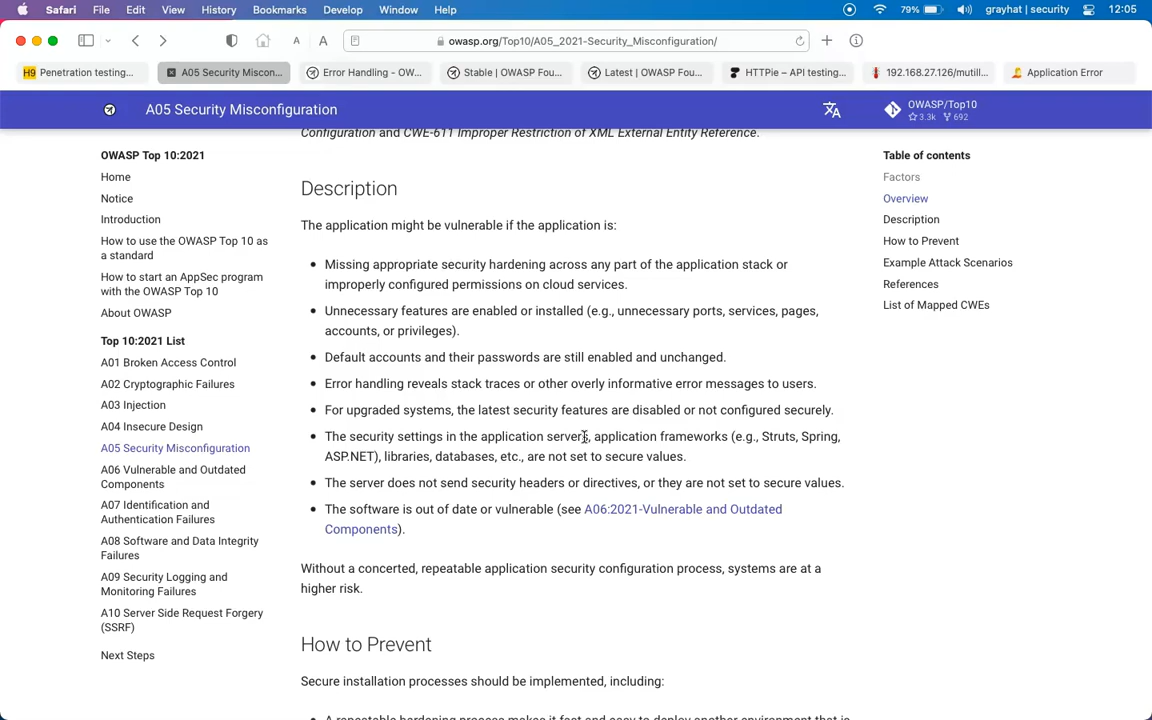 Safari File Edit View History Bookmarks Develop Window Help 79% grayhat | security 12:05
A A owasp.org/Top10/A05_2021-Security_Misconfiguration/
H9 Penetration testing... A05 Security Miscon... Error Handling - OW... Stable | OWASP Fou... Latest | OWASP Fou... HTTPie – API testing... 192.168.27.126/mutill... Application Error
A05 Security Misconfiguration OWASP/Top10
3.3k 692
Configuration and CWE-611 Improper Restriction of XML External Entity Reference.
OWASP Top 10:2021
Home
Notice
Introduction
How to use the OWASP Top 10 as
a standard
How to start an AppSec program
with the OWASP Top 10
About OWASP
Top 10:2021 List
A01 Broken Access Control
A02 Cryptographic Failures
A03 Injection
A04 Insecure Design
A05 Security Misconfiguration
A06 Vulnerable and Outdated
Components
A07 Identification and
Authentication Failures
A08 Software and Data Integrity
Failures
A09 Security Logging and
Monitoring Failures
A10 Server Side Request Forgery
(SSRF)
Next Steps
Description
The application might be vulnerable if the application is:
• Missing appropriate security hardening across any part of the application stack or
improperly configured permissions on cloud services.
• Unnecessary features are enabled or installed (e.g., unnecessary ports, services, pages,
accounts, or privileges).
• Default accounts and their passwords are still enabled and unchanged.
• Error handling reveals stack traces or other overly informative error messages to users.
• For upgraded systems, the latest security features are disabled or not configured securely.
• The security settings in the application servers, application frameworks (e.g., Struts, Spring,
ASP.NET), libraries, databases, etc., are not set to secure values.
• The server does not send security headers or directives, or they are not set to secure values.
• The software is out of date or vulnerable (see A06:2021-Vulnerable and Outdated
Components).
Without a concerted, repeatable application security configuration process, systems are at a
higher risk.
How to Prevent
Secure installation processes should be implemented, including:
• A repeatable hardening process makes it fast and easy to deploy another environment that is
Table of contents
Factors
Overview
Description
How to Prevent
Example Attack Scenarios
References
List of Mapped CWEs